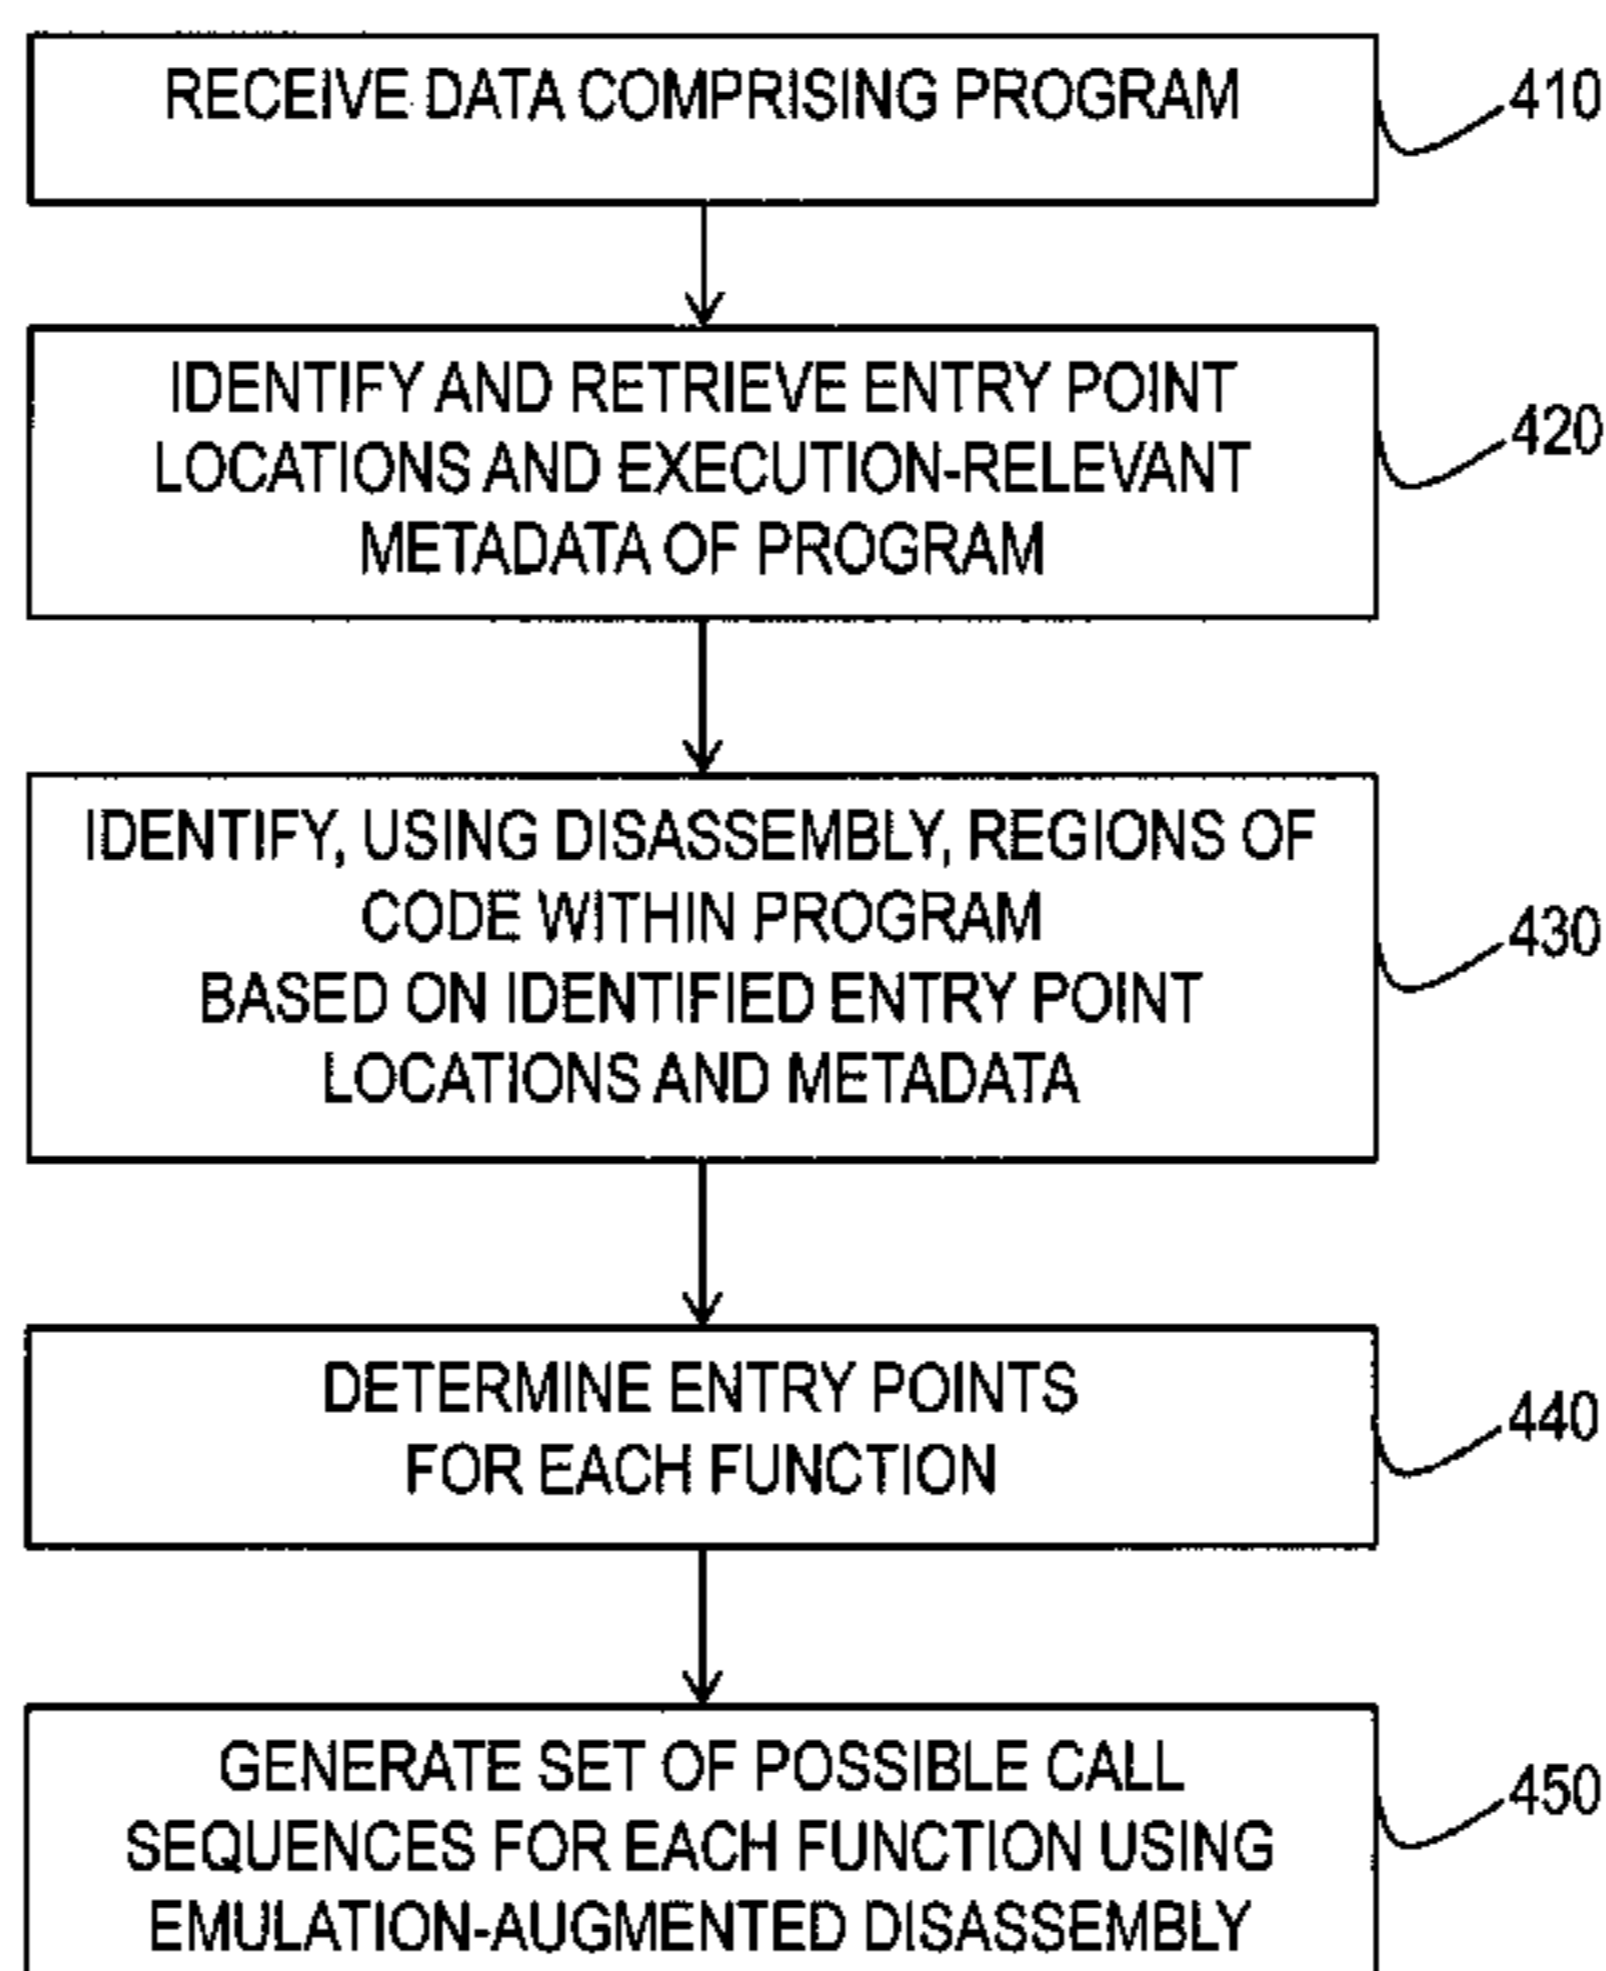 RECEIVE DATA COMPRISING PROGRAM
410
IDENTIFY AND RETRIEVE ENTRY POINT
LOCATIONS AND EXECUTION-RELEVANT
METADATA OF PROGRAM
420
IDENTIFY, USING DISASSEMBLY, REGIONS OF
CODE WITHIN PROGRAM
BASED ON IDENTIFIED ENTRY POINT
LOCATIONS AND METADATA
430
DETERMINE ENTRY POINTS
FOR EACH FUNCTION
440
GENERATE SET OF POSSIBLE CALL
SEQUENCES FOR EACH FUNCTION USING
EMULATION-AUGMENTED DISASSEMBLY
450